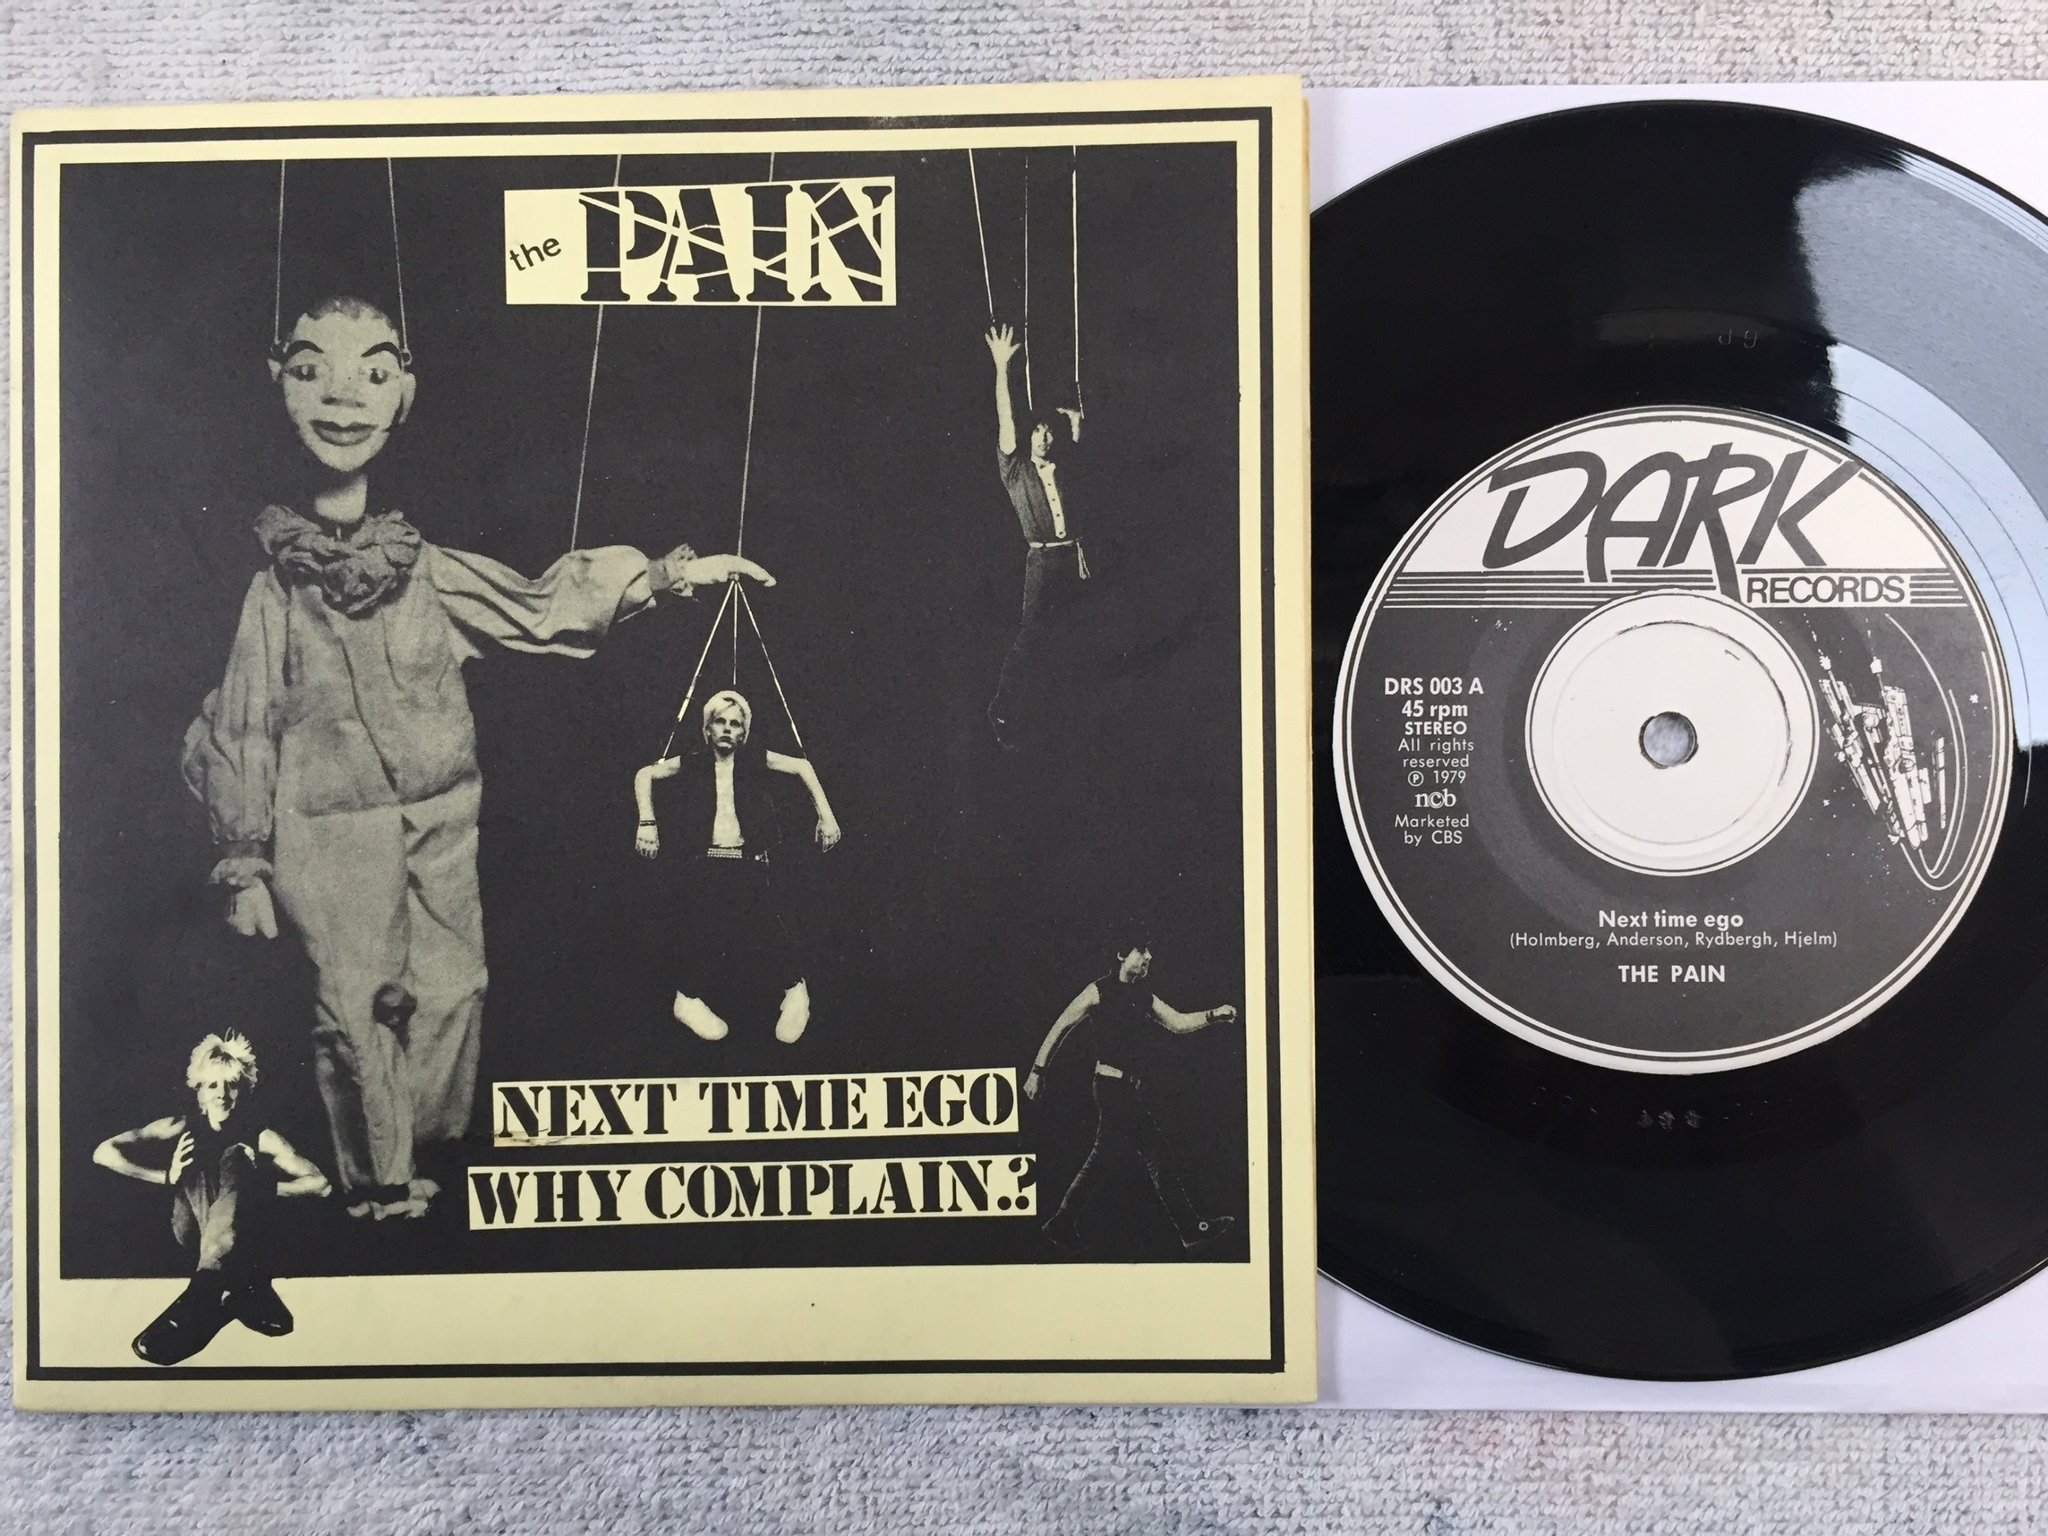 the PAIN
NEXT TIME EGO
WHY COMPLAIN.?
DARK
RECORDS
DRS 003 A
45 rpm
STEREO
All rights
reserved
℗ 1979
ncb
Marketed
by CBS
Next time ego
(Holmberg, Anderson, Rydbergh, Hjelm)
THE PAIN